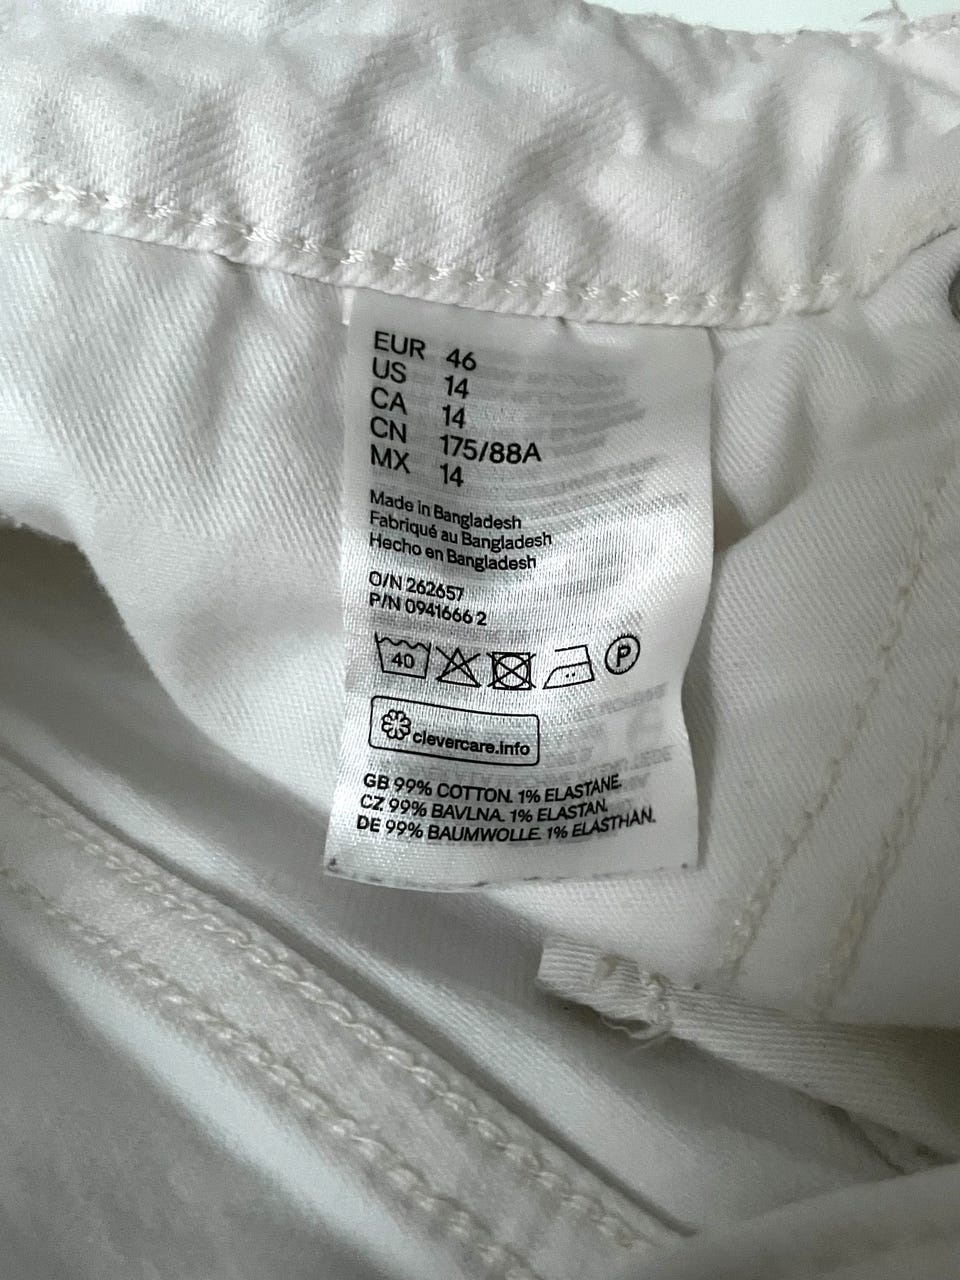 EUR 46
US 14
CA 14
CN 175/88A
MX 14
Made in Bangladesh
Fabriqué au Bangladesh
Hecho en Bangladesh
O/N 262657
P/N 0941666 2
40 P
clevercare.info
GB 99% COTTON. 1% ELASTANE.
CZ 99% BAVLNA. 1% ELASTAN.
DE 99% BAUMWOLLE. 1% ELASTHAN.